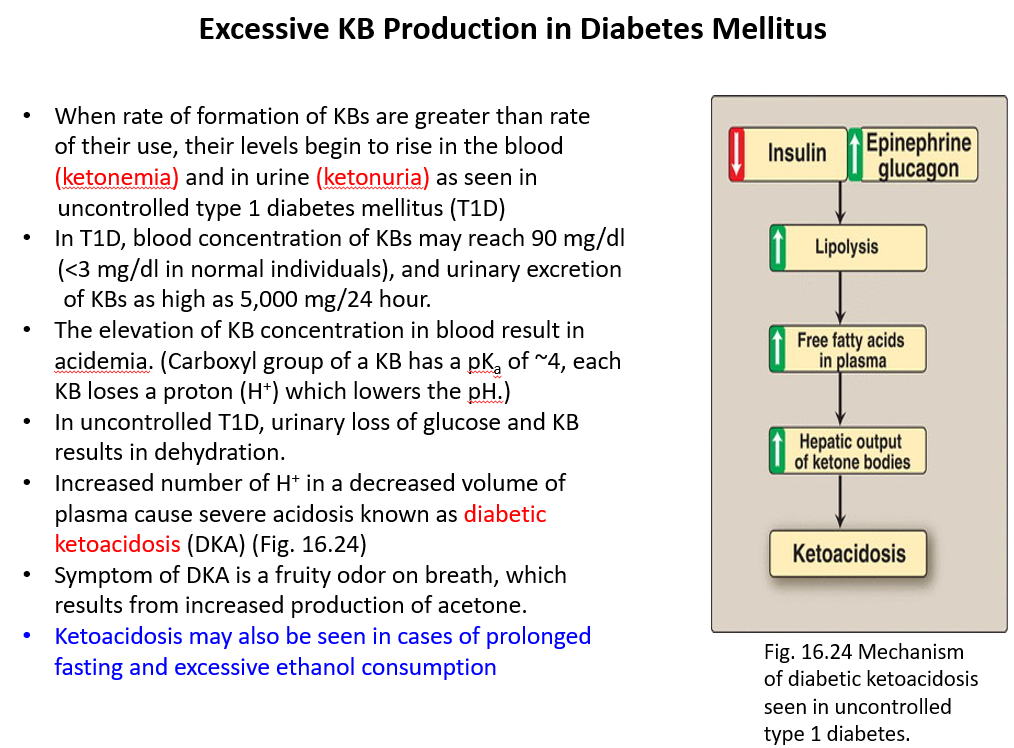 Excessive KB Production in Diabetes Mellitus
• When rate of formation of KBs are greater than rate
of their use, their levels begin to rise in the blood
(ketonemia) and in urine (ketonuria) as seen in
uncontrolled type 1 diabetes mellitus (T1D)
• In T1D, blood concentration of KBs may reach 90 mg/dl
(<3 mg/dl in normal individuals), and urinary excretion
of KBs as high as 5,000 mg/24 hour.
• The elevation of KB concentration in blood result in
acidemia. (Carboxyl group of a KB has a pKₐ of ~4, each
KB loses a proton (H⁺) which lowers the pH.)
• In uncontrolled T1D, urinary loss of glucose and KB
results in dehydration.
• Increased number of H⁺ in a decreased volume of
plasma cause severe acidosis known as diabetic
ketoacidosis (DKA) (Fig. 16.24)
• Symptom of DKA is a fruity odor on breath, which
results from increased production of acetone.
• Ketoacidosis may also be seen in cases of prolonged
fasting and excessive ethanol consumption
Insulin
Epinephrine
glucagon
Lipolysis
Free fatty acids
in plasma
Hepatic output
of ketone bodies
Ketoacidosis
Fig. 16.24 Mechanism
of diabetic ketoacidosis
seen in uncontrolled
type 1 diabetes.